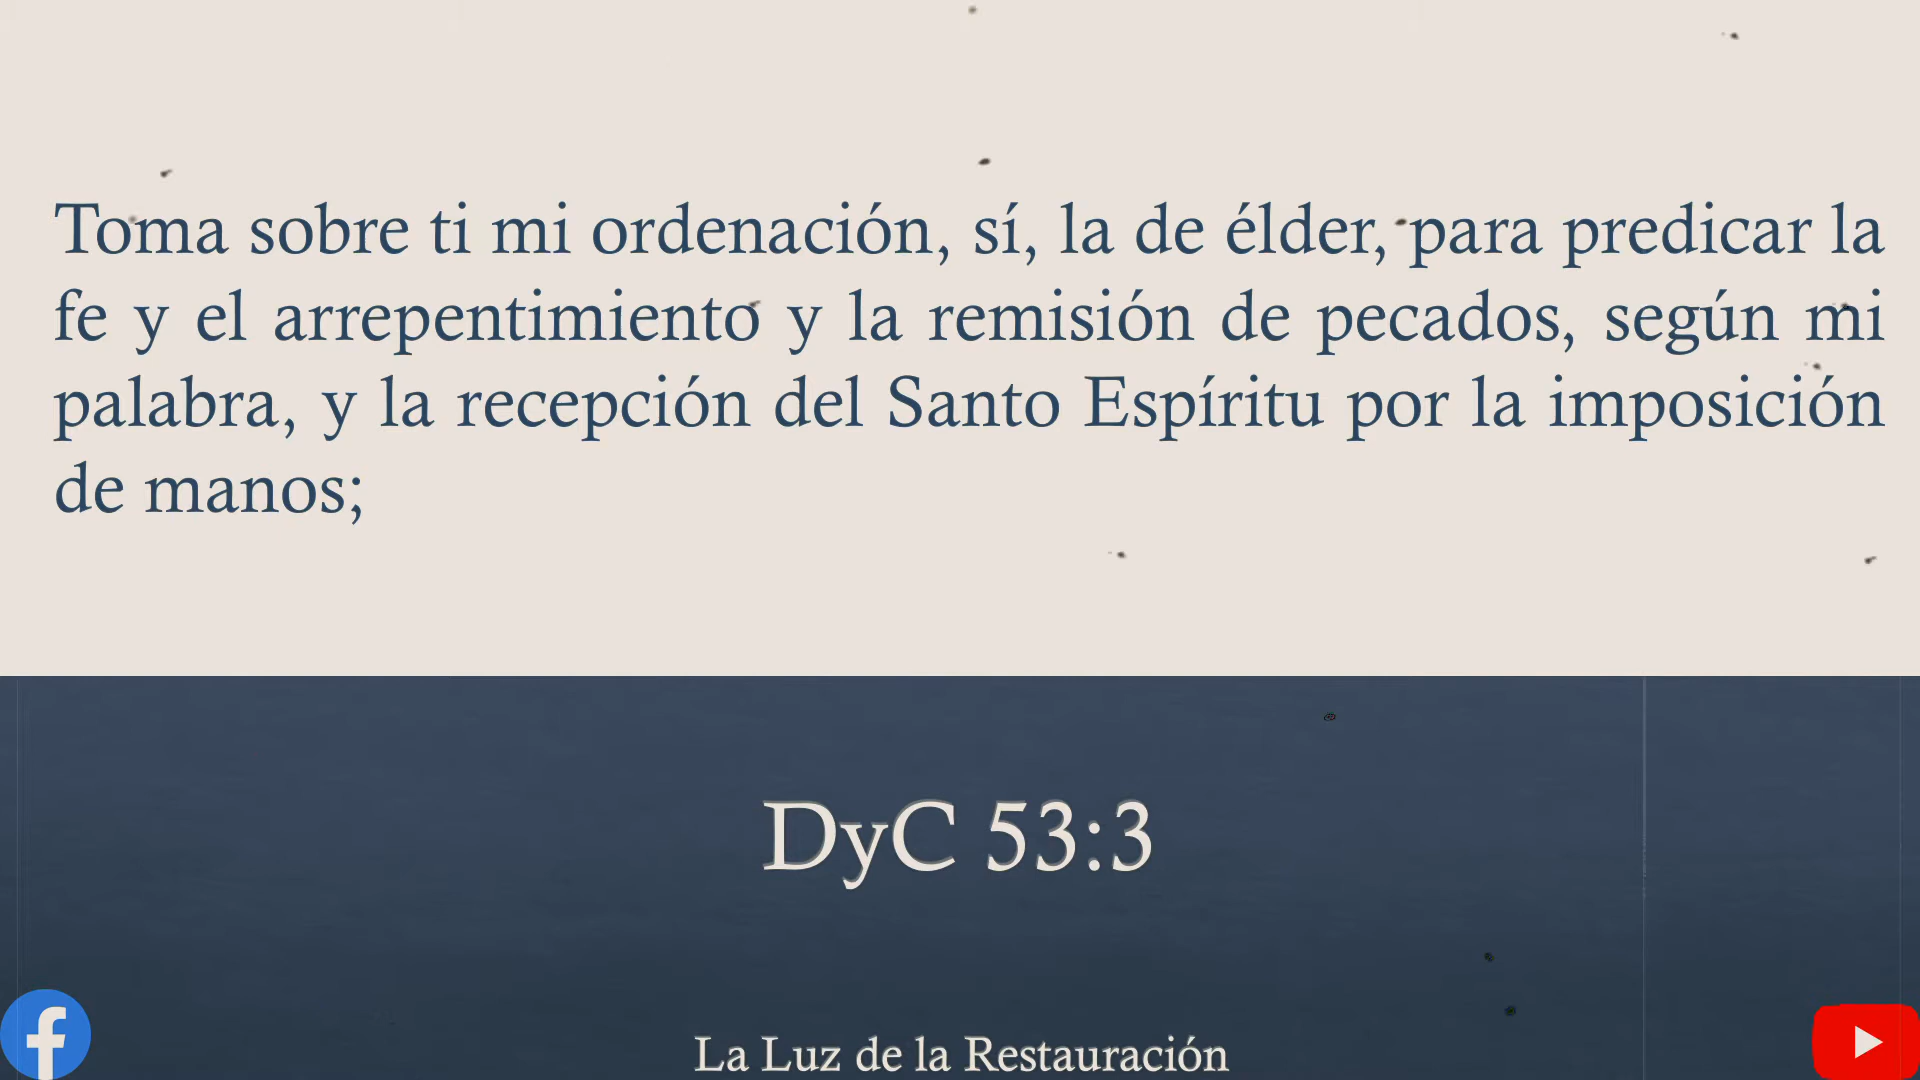 Toma sobre ti mi ordenación, sí, la de élder, para predicar la
fe y el arrepentimiento y la remisión de pecados, según mi
palabra, y la recepción del Santo Espíritu por la imposición
de manos;
DyC 53:3
La Luz de la Restauración